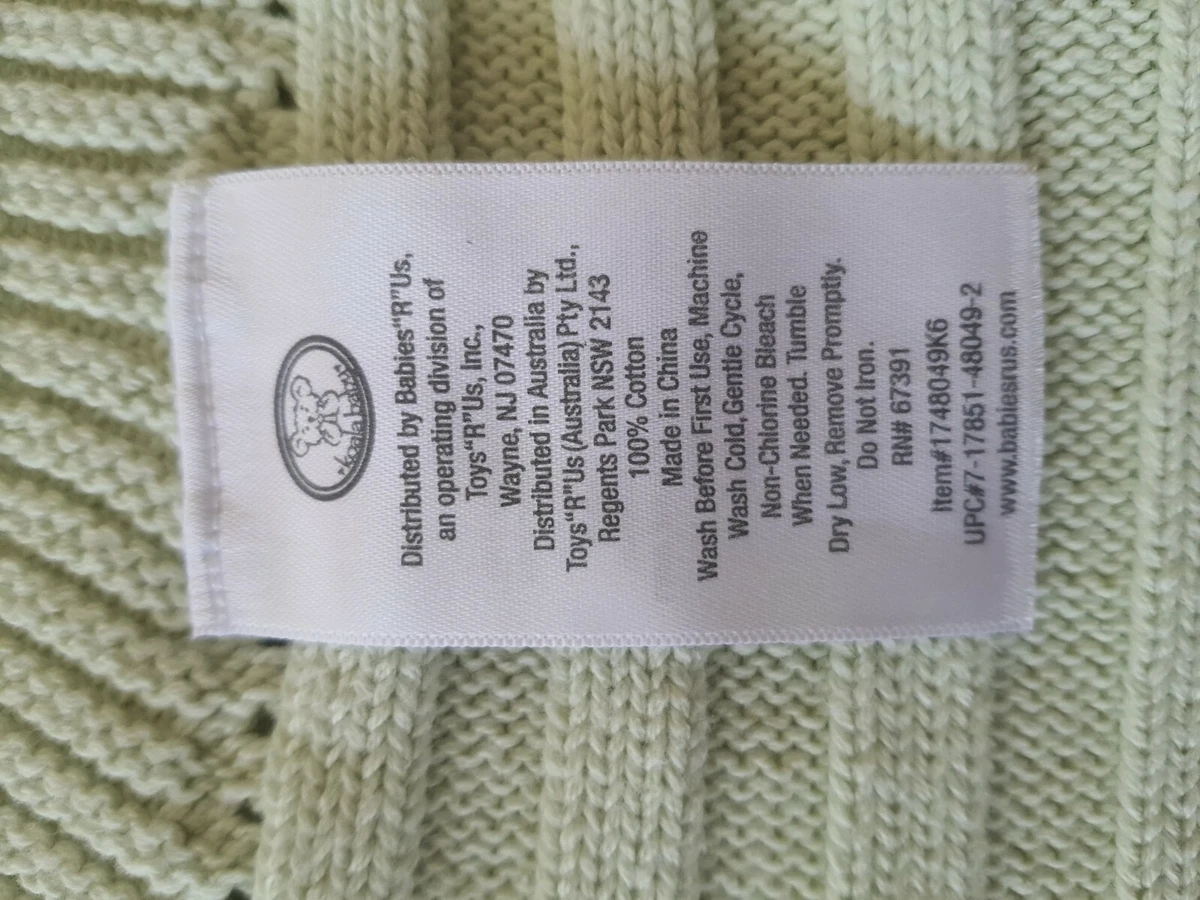 koala baby
Distributed by Babies“R”Us,
an operating division of
Toys“R”Us, Inc.,
Wayne, NJ 07470
Distributed in Australia by
Toys“R”Us (Australia) Pty Ltd.,
Regents Park NSW 2143
100% Cotton
Made in China
Wash Before First Use, Machine
Wash Cold, Gentle Cycle,
Non-Chlorine Bleach
When Needed. Tumble
Dry Low, Remove Promptly.
Do Not Iron.
RN# 67391
Item#1748049K6
UPC#7-17851-48049-2
www.babiesrus.com